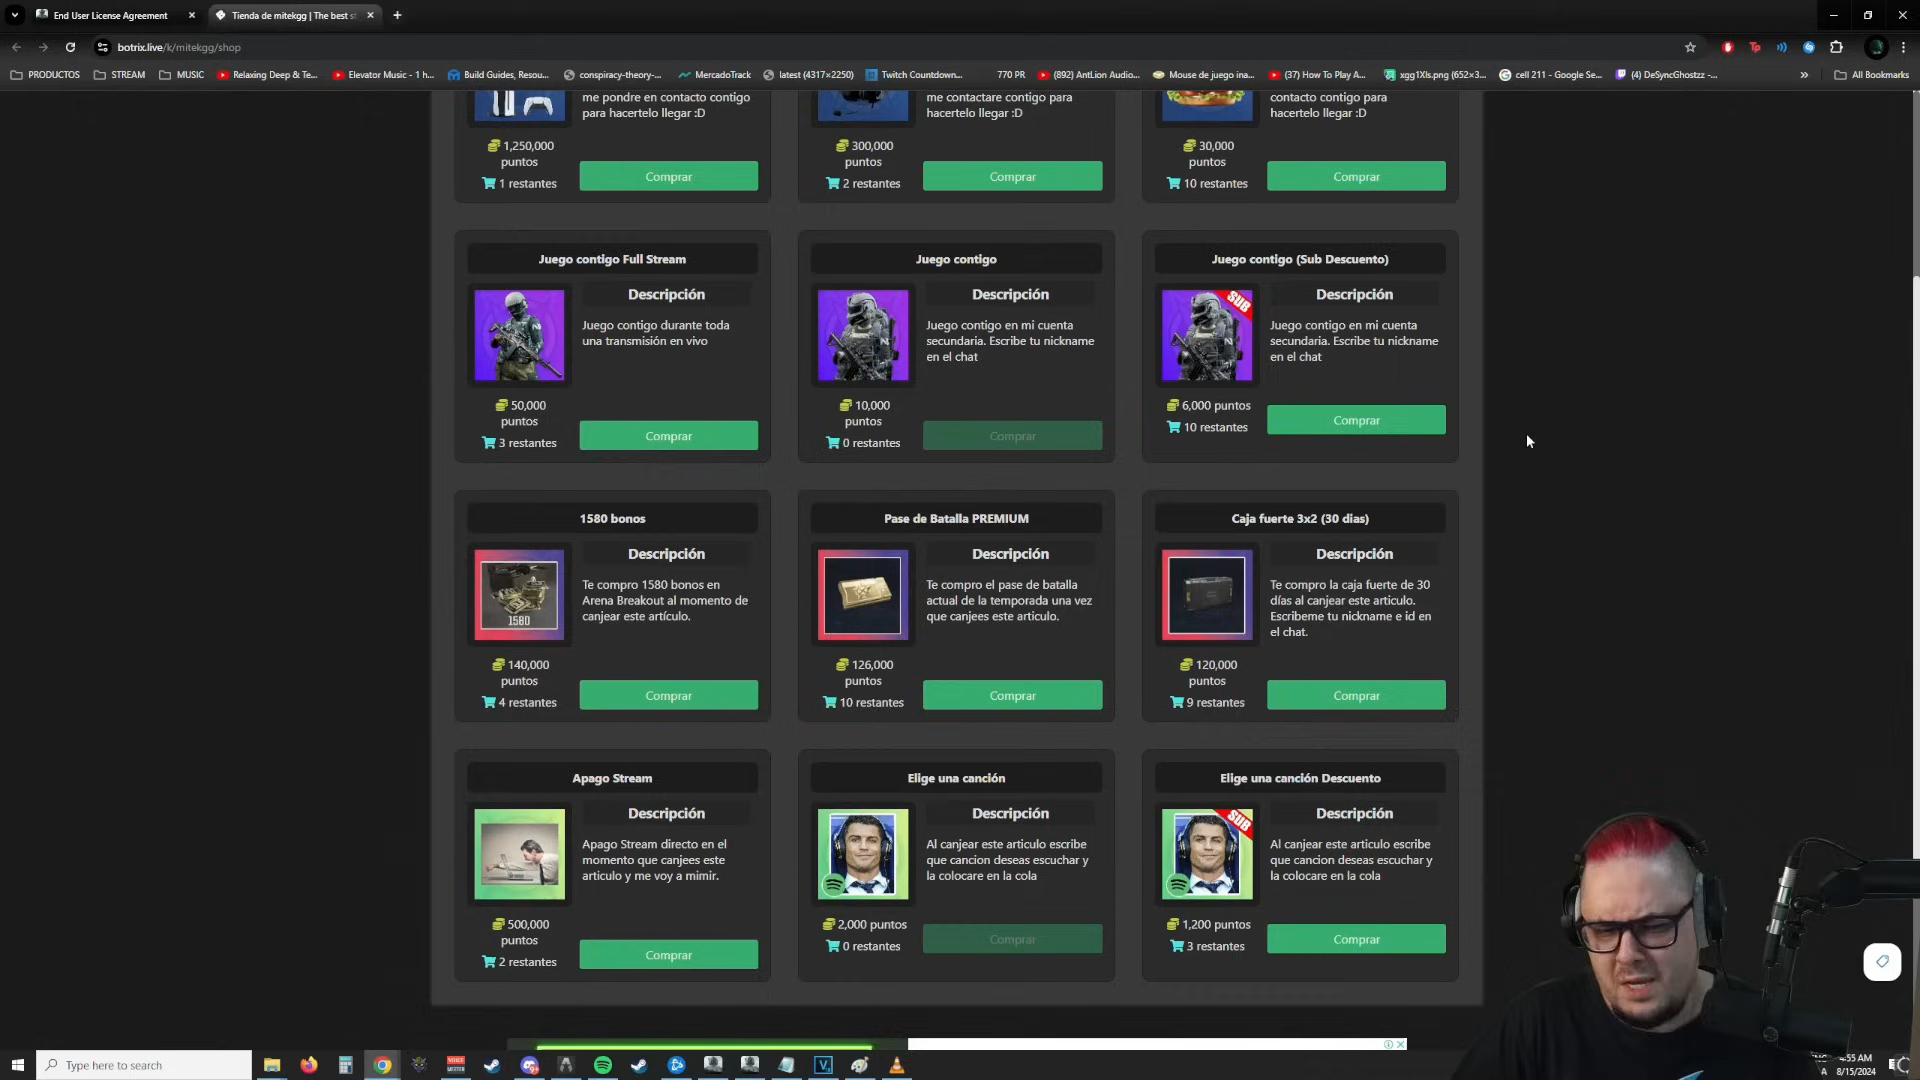 End User License Agreement
Tienda de mitekgg | The best s
botrix.live/k/mitekgg/shop
PRODUCTOS
STREAM
MUSIC
Relaxing Deep & Te...
Elevator Music - 1 h...
Build Guides, Resou...
conspiracy-theory-...
MercadoTrack
latest (4317×2250)
Twitch Countdown...
770 PR
(892) AntLion Audio...
Mouse de juego ina...
(37) How To Play A...
xgg1Xls.png (652×3...
cell 211 - Google Se...
(4) DeSyncGhostzz -...
All Bookmarks
me pondre en contacto contigo
para hacertelo llegar :D
1,250,000
puntos
1 restantes
Comprar
me contactare contigo para
hacertelo llegar :D
300,000
puntos
2 restantes
Comprar
contacto contigo para
hacertelo llegar :D
30,000
puntos
10 restantes
Comprar
Juego contigo Full Stream
Descripción
Juego contigo durante toda
una transmisión en vivo
50,000
puntos
3 restantes
Comprar
Juego contigo
Descripción
Juego contigo en mi cuenta
secundaria. Escribe tu nickname
en el chat
10,000
puntos
0 restantes
Comprar
Juego contigo (Sub Descuento)
SUB
Descripción
Juego contigo en mi cuenta
secundaria. Escribe tu nickname
en el chat
6,000 puntos
10 restantes
Comprar
1580 bonos
1580
Descripción
Te compro 1580 bonos en
Arena Breakout al momento de
canjear este artículo.
140,000
puntos
4 restantes
Comprar
Pase de Batalla PREMIUM
Descripción
Te compro el pase de batalla
actual de la temporada una vez
que canjees este articulo.
126,000
puntos
10 restantes
Comprar
Caja fuerte 3x2 (30 dias)
Descripción
Te compro la caja fuerte de 30
días al canjear este articulo.
Escribeme tu nickname e id en
el chat.
120,000
puntos
9 restantes
Comprar
Apago Stream
Descripción
Apago Stream directo en el
momento que canjees este
articulo y me voy a mimir.
500,000
puntos
2 restantes
Comprar
Elige una canción
Descripción
Al canjear este articulo escribe
que cancion deseas escuchar y
la colocare en la cola
2,000 puntos
0 restantes
Comprar
Elige una canción Descuento
SUB
Descripción
Al canjear este articulo escribe
que cancion deseas escuchar y
la colocare en la cola
1,200 puntos
3 restantes
Comprar
Type here to search
4:55 AM
8/15/2024